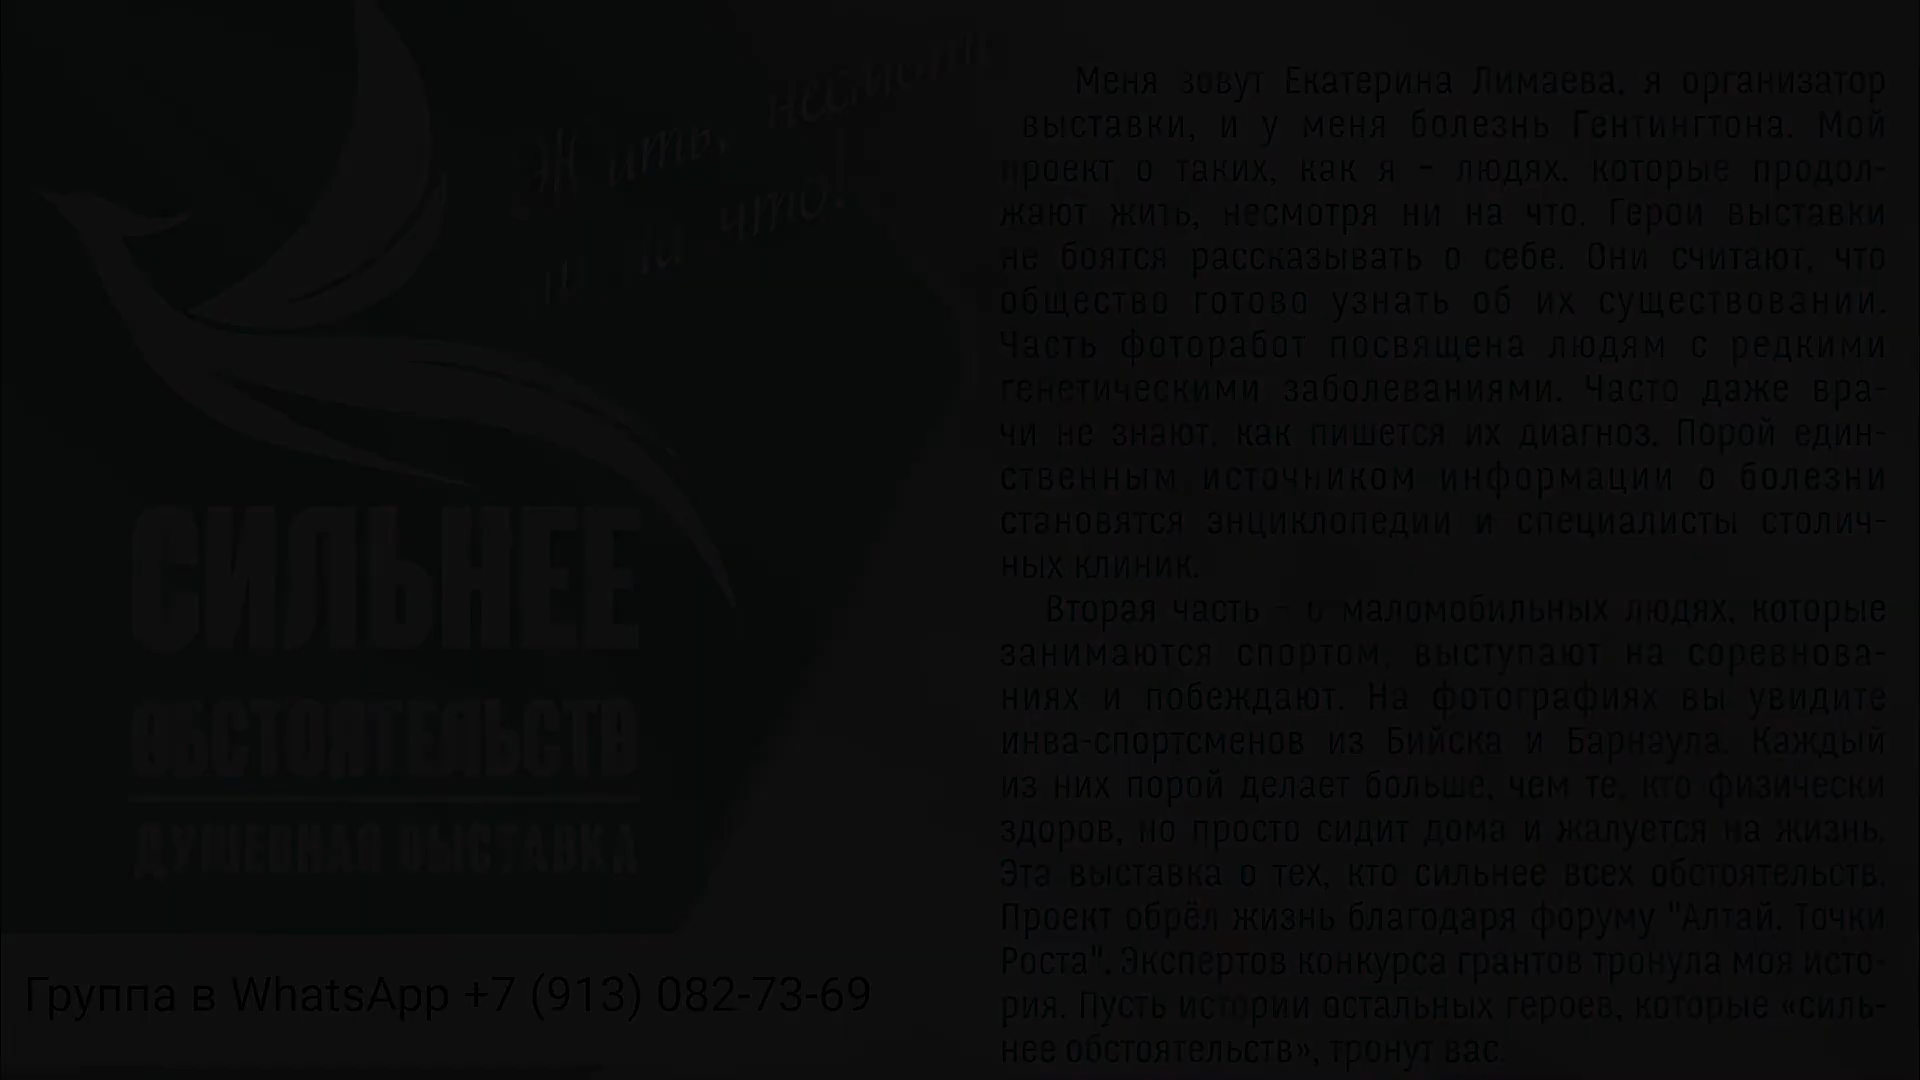 Жить, несмотря
ни на что!
СИЛЬНЕЕ
ОБСТОЯТЕЛЬСТВ
ДУШЕВНАЯ ВЫСТАВКА
Группа в WhatsApp +7 (913) 082-73-69
Меня зовут Екатерина Лимаева, я организатор
выставки, и у меня болезнь Гентингтона. Мой
проект о таких, как я – людях, которые продол-
жают жить, несмотря ни на что. Герои выставки
не боятся рассказывать о себе. Они считают, что
общество готово узнать об их существовании.
Часть фоторабот посвящена людям с редкими
генетическими заболеваниями. Часто даже вра-
чи не знают, как пишется их диагноз. Порой един-
ственным источником информации о болезни
становятся энциклопедии и специалисты столич-
ных клиник.
Вторая часть - о маломобильных людях, которые
занимаются спортом, выступают на соревнова-
ниях и побеждают. На фотографиях вы увидите
инва-спортсменов из Бийска и Барнаула. Каждый
из них порой делает больше, чем те, кто физически
здоров, но просто сидит дома и жалуется на жизнь.
Эта выставка о тех, кто сильнее всех обстоятельств.
Проект обрёл жизнь благодаря форуму "Алтай. Точки
Роста". Экспертов конкурса грантов тронула моя исто-
рия. Пусть истории остальных героев, которые «силь-
нее обстоятельств», тронут вас.